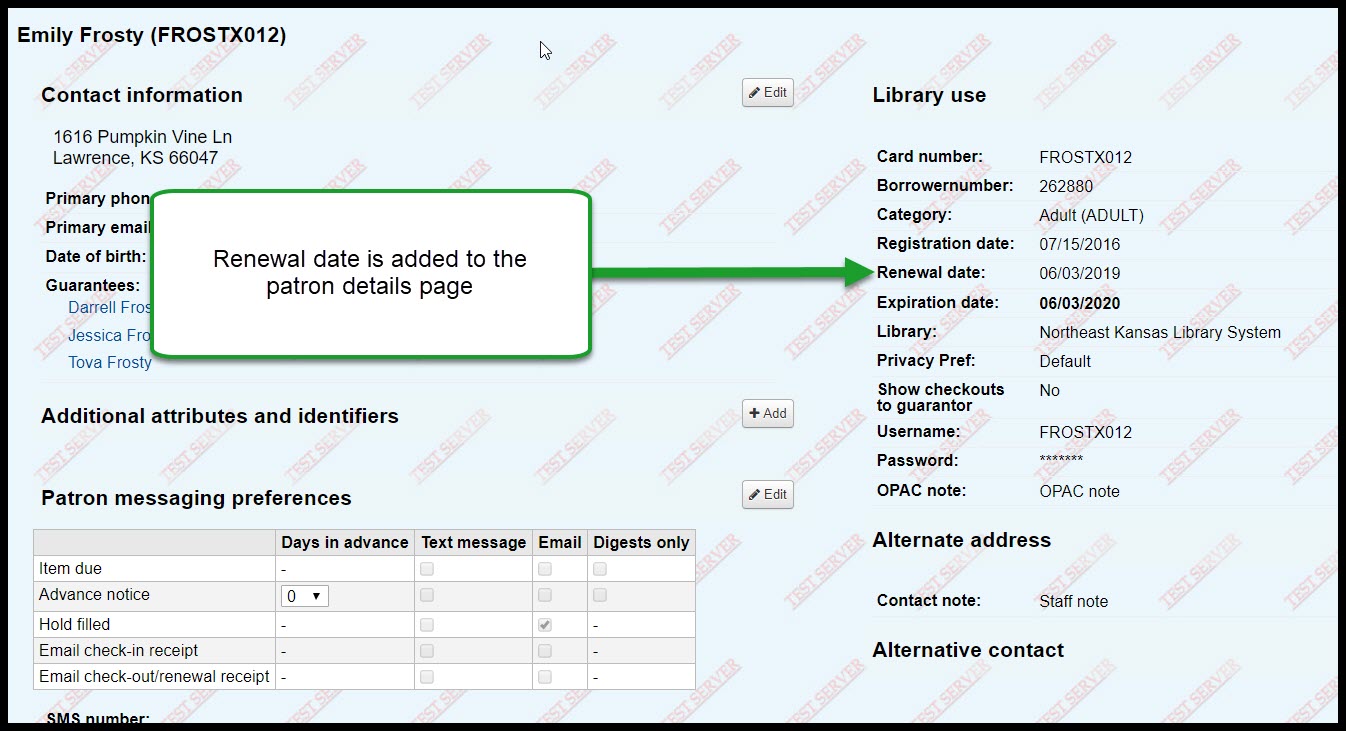 Emily Frosty (FROSTX012)
Contact information
Edit
1616 Pumpkin Vine Ln
Lawrence, KS 66047
Primary phon
Primary email
Date of birth:
Guarantees:
Darrell Fros
Jessica Fro
Tova Frosty
Renewal date is added to the
patron details page
Additional attributes and identifiers
Add
Patron messaging preferences
Edit
Days in advance Text message Email Digests only
Item due -
Advance notice 0
Hold filled - -
Email check-in receipt - -
Email check-out/renewal receipt - -
SMS number:
Library use
Card number: FROSTX012
Borrowernumber: 262880
Category: Adult (ADULT)
Registration date: 07/15/2016
Renewal date: 06/03/2019
Expiration date: 06/03/2020
Library: Northeast Kansas Library System
Privacy Pref: Default
Show checkouts No
to guarantor
Username: FROSTX012
Password: *******
OPAC note: OPAC note
Alternate address
Contact note: Staff note
Alternative contact
TEST SERVER